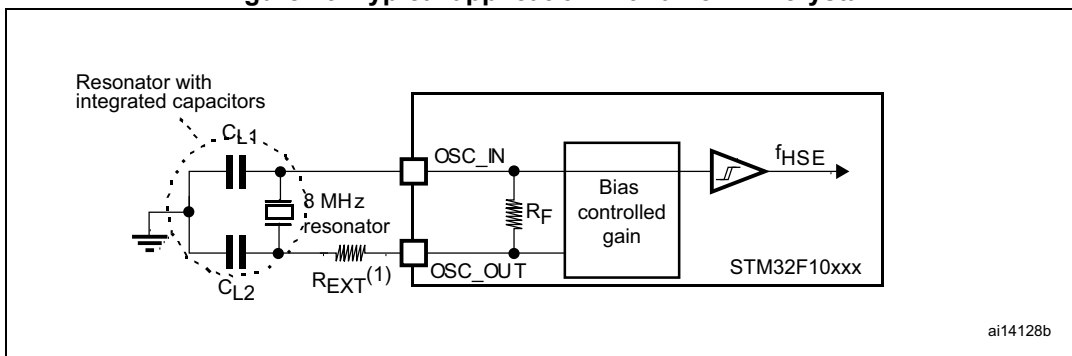 Resonator with
integrated capacitors
CL1
OSC_IN
fHSE
8 MHz
resonator
RF
Bias
controlled
gain
OSC_OUT
STM32F10xxx
REXT(1)
CL2
ai14128b